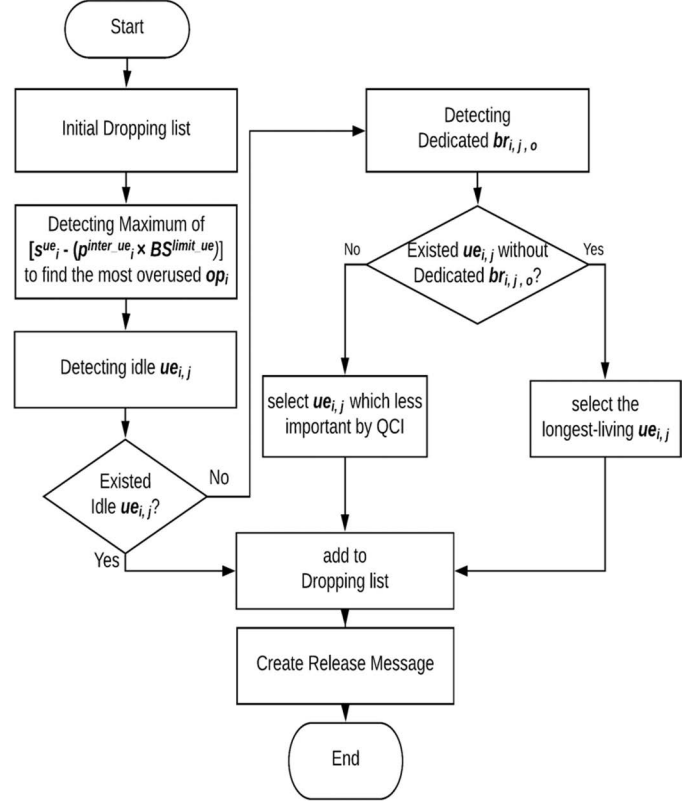 Start
Initial Dropping list
Detecting Maximum of
[s^ue_i - (p^inter_ue_i × BS^limit_ue)]
to find the most overused op_i
Detecting idle ue_i, j
Existed
Idle ue_i, j?
No
Yes
Detecting
Dedicated br_i, j, o
No
Existed ue_i, j without
Dedicated br_i, j, o?
Yes
select ue_i, j which less
important by QCI
select the
longest-living ue_i, j
add to
Dropping list
Create Release Message
End